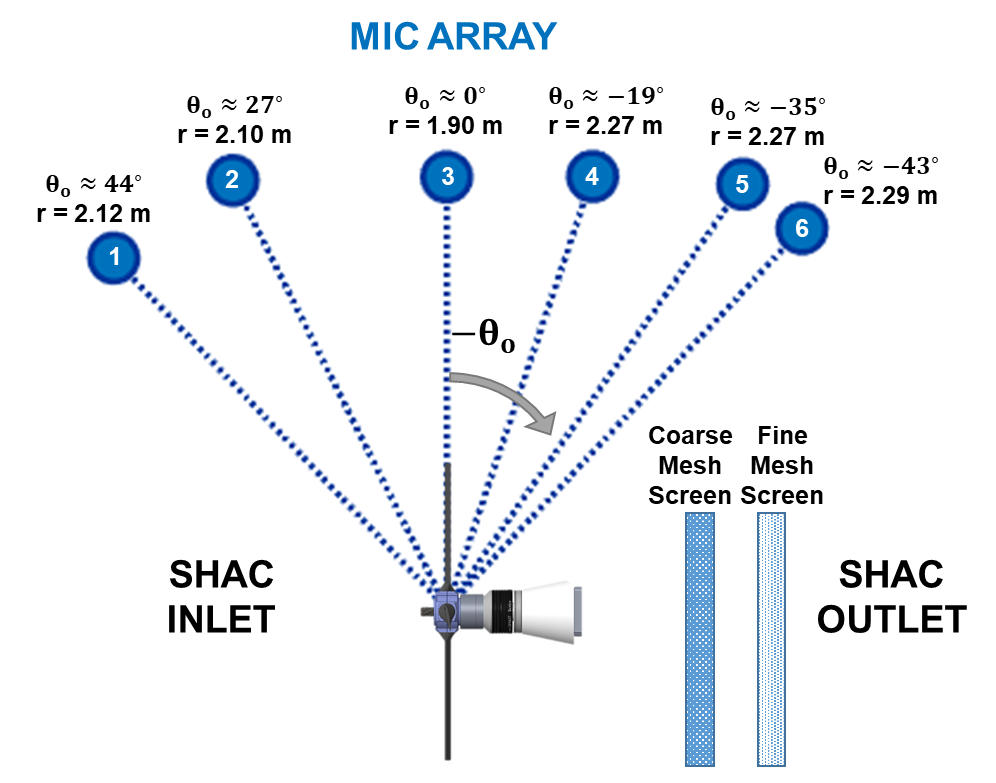 MIC ARRAY
θₒ ≈ 44°
r = 2.12 m
1
θₒ ≈ 27°
r = 2.10 m
2
θₒ ≈ 0°
r = 1.90 m
3
θₒ ≈ −19°
r = 2.27 m
4
θₒ ≈ −35°
r = 2.27 m
5
θₒ ≈ −43°
r = 2.29 m
6
−θₒ
Coarse
Mesh
Screen
Fine
Mesh
Screen
SHAC
INLET
SHAC
OUTLET